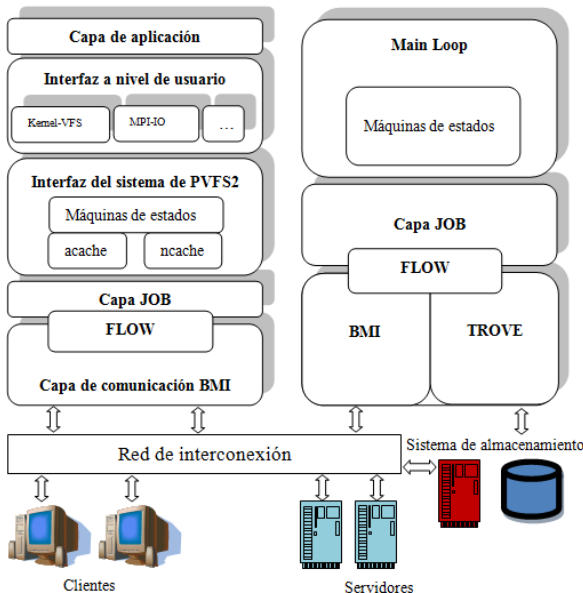 Capa de aplicación
Interfaz a nivel de usuario
Kernel-VFS
MPI-IO
...
Interfaz del sistema de PVFS2
Máquinas de estados
acache
ncache
Capa JOB
FLOW
Capa de comunicación BMI
Main Loop
Máquinas de estados
Capa JOB
FLOW
BMI
TROVE
Red de interconexión
Sistema de almacenamiento
Clientes
Servidores